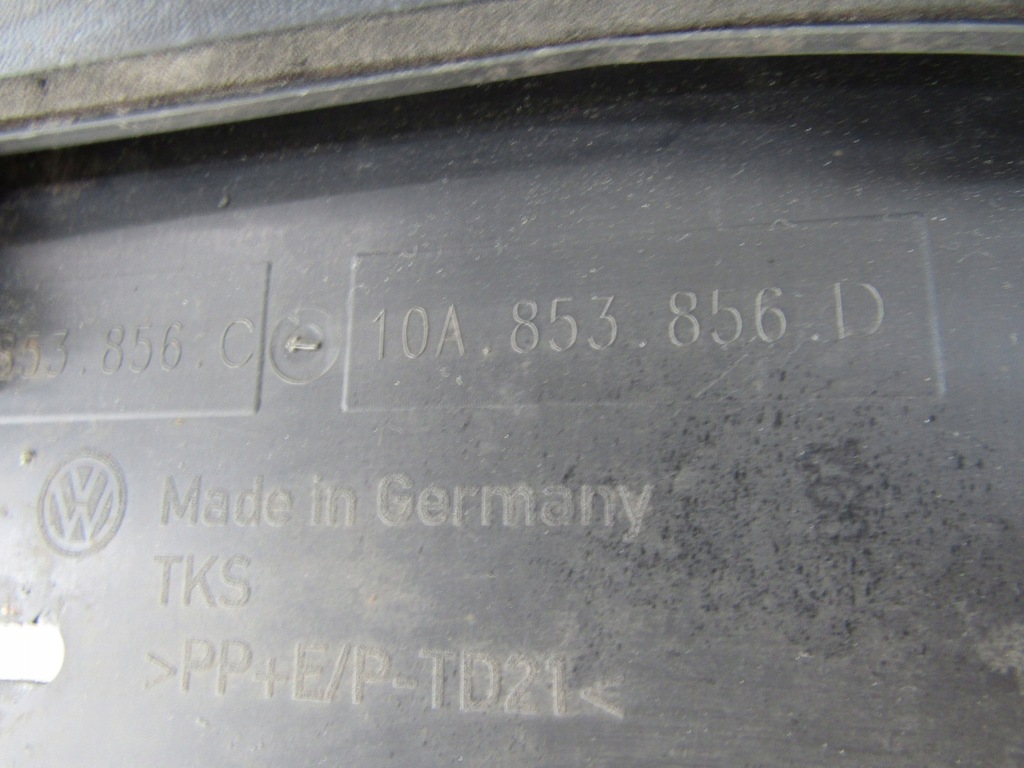 853.856.C 10A.853.856.D
Made in Germany
TKS
>PP+E/P-TD21<